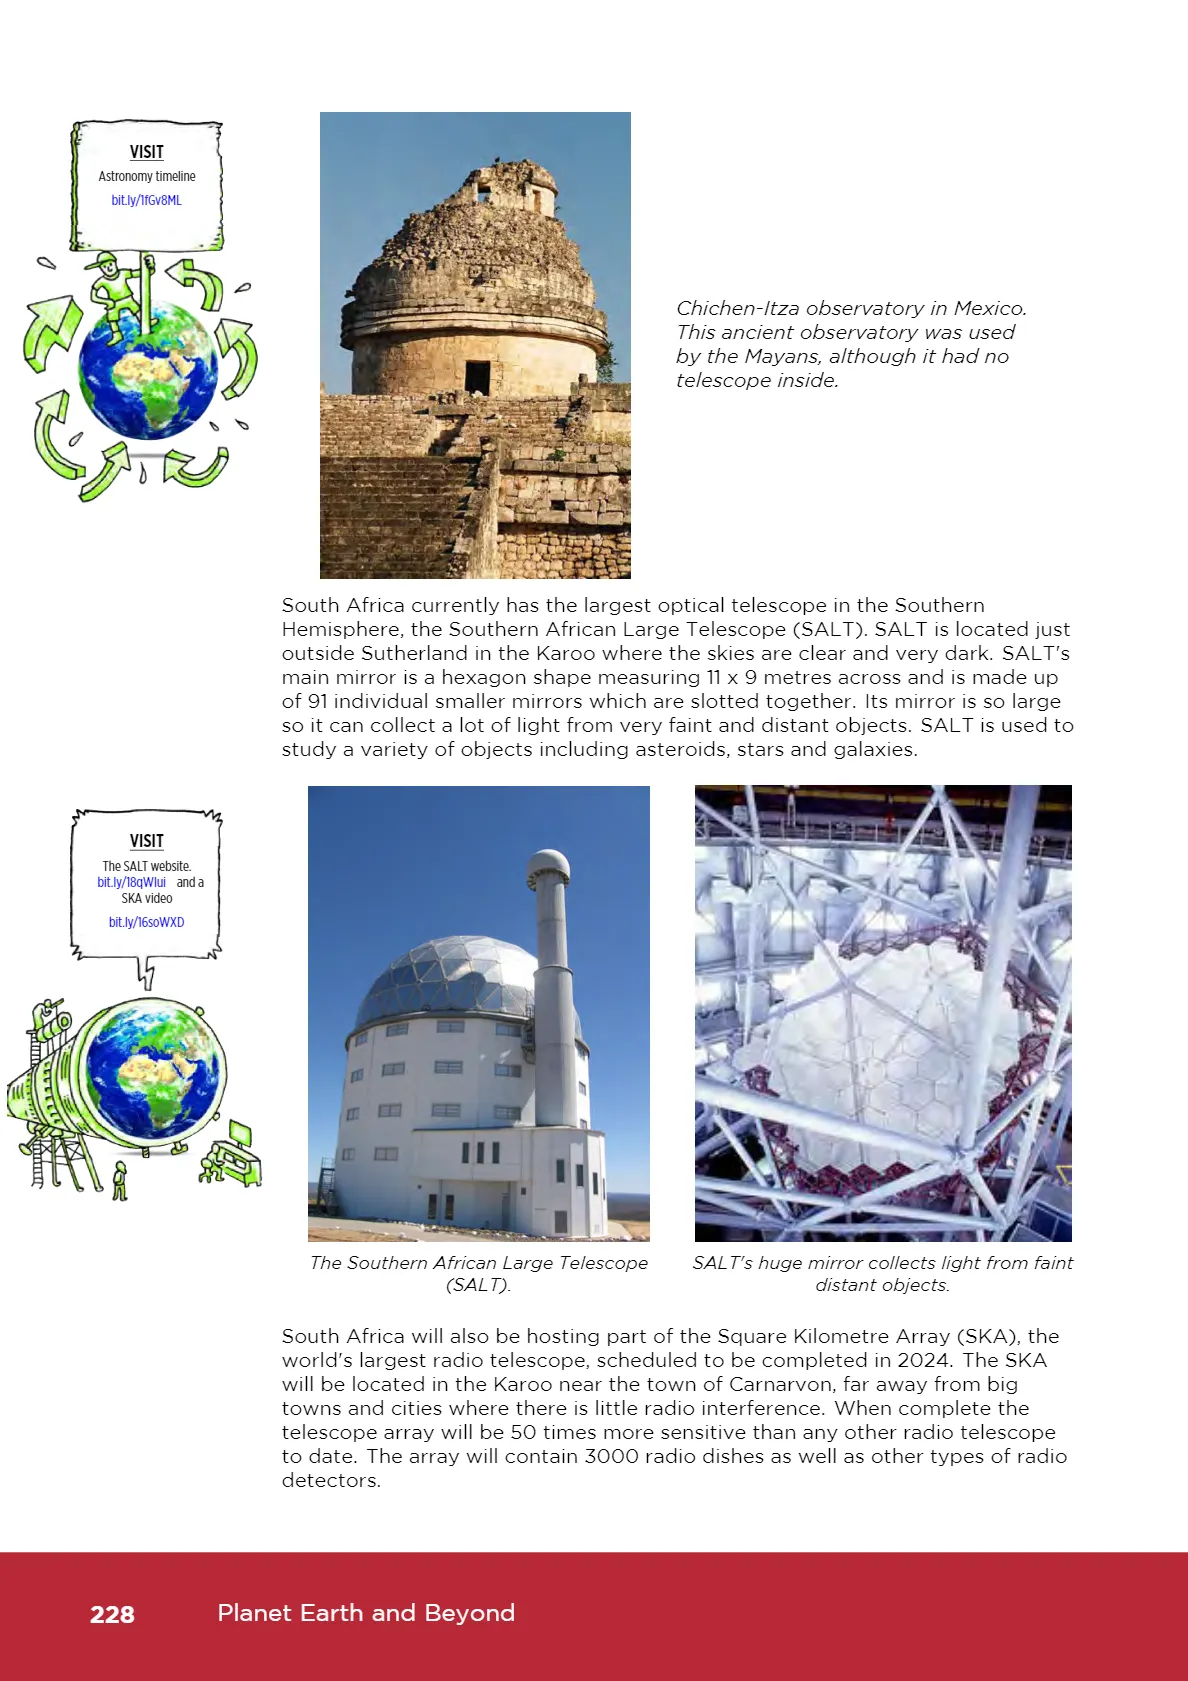 VISIT
Astronomy timeline
bit.ly/1fGv8ML
Chichen-Itza observatory in Mexico.
This ancient observatory was used
by the Mayans, although it had no
telescope inside.
South Africa currently has the largest optical telescope in the Southern
Hemisphere, the Southern African Large Telescope (SALT). SALT is located just
outside Sutherland in the Karoo where the skies are clear and very dark. SALT's
main mirror is a hexagon shape measuring 11 x 9 metres across and is made up
of 91 individual smaller mirrors which are slotted together. Its mirror is so large
so it can collect a lot of light from very faint and distant objects. SALT is used to
study a variety of objects including asteroids, stars and galaxies.
VISIT
The SALT website.
bit.ly/18qWIui and a
SKA video
bit.ly/16soWXD
The Southern African Large Telescope
(SALT).
SALT's huge mirror collects light from faint
distant objects.
South Africa will also be hosting part of the Square Kilometre Array (SKA), the
world's largest radio telescope, scheduled to be completed in 2024. The SKA
will be located in the Karoo near the town of Carnarvon, far away from big
towns and cities where there is little radio interference. When complete the
telescope array will be 50 times more sensitive than any other radio telescope
to date. The array will contain 3000 radio dishes as well as other types of radio
detectors.
228 Planet Earth and Beyond